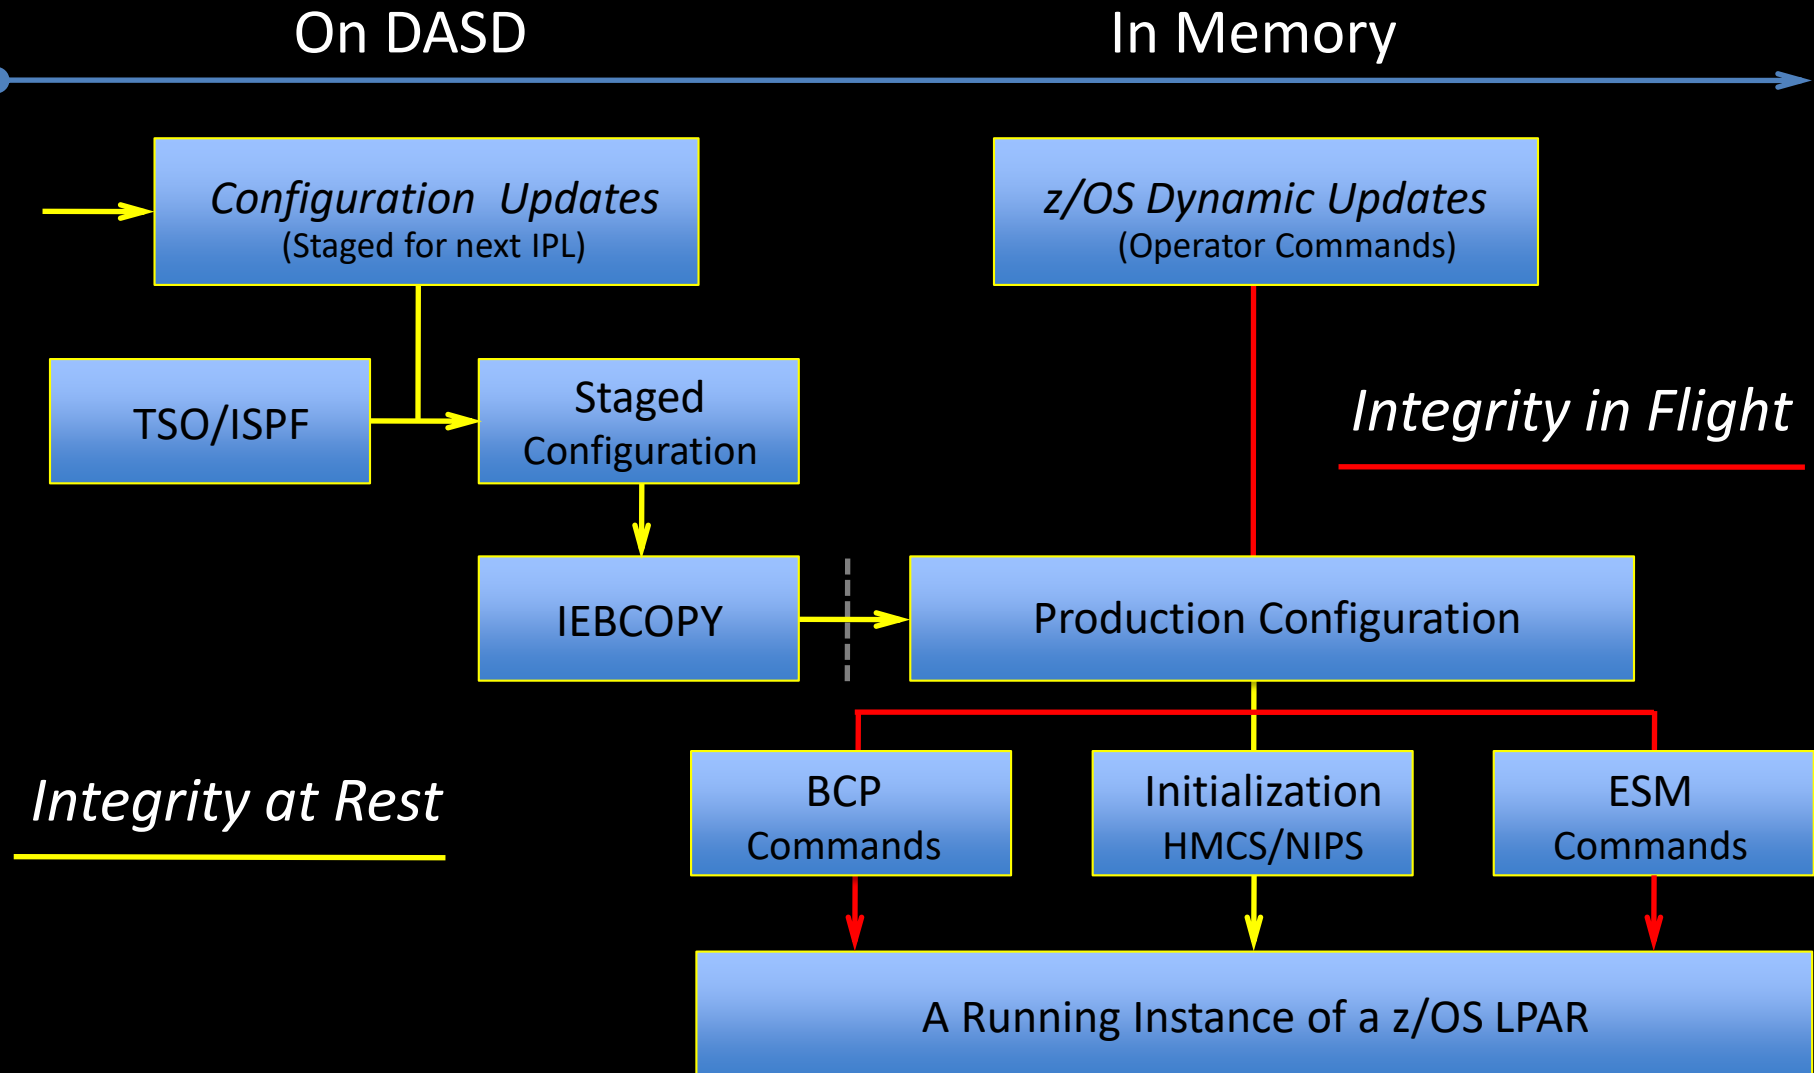 On DASD
In Memory
Configuration Updates
(Staged for next IPL)
z/OS Dynamic Updates
(Operator Commands)
TSO/ISPF
Staged
Configuration
Integrity in Flight
IEBCOPY
Production Configuration
Integrity at Rest
BCP
Commands
Initialization
HMCS/NIPS
ESM
Commands
A Running Instance of a z/OS LPAR